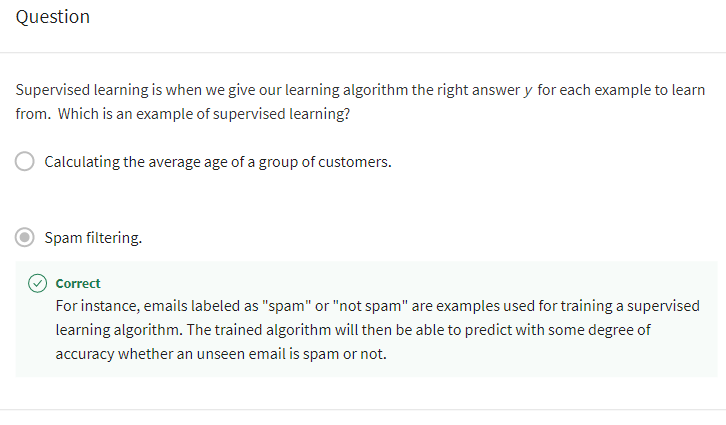 Question
Supervised learning is when we give our learning algorithm the right answer y for each example to learn
from.  Which is an example of supervised learning?
Calculating the average age of a group of customers.
Spam filtering.
Correct
For instance, emails labeled as "spam" or "not spam" are examples used for training a supervised
learning algorithm. The trained algorithm will then be able to predict with some degree of
accuracy whether an unseen email is spam or not.